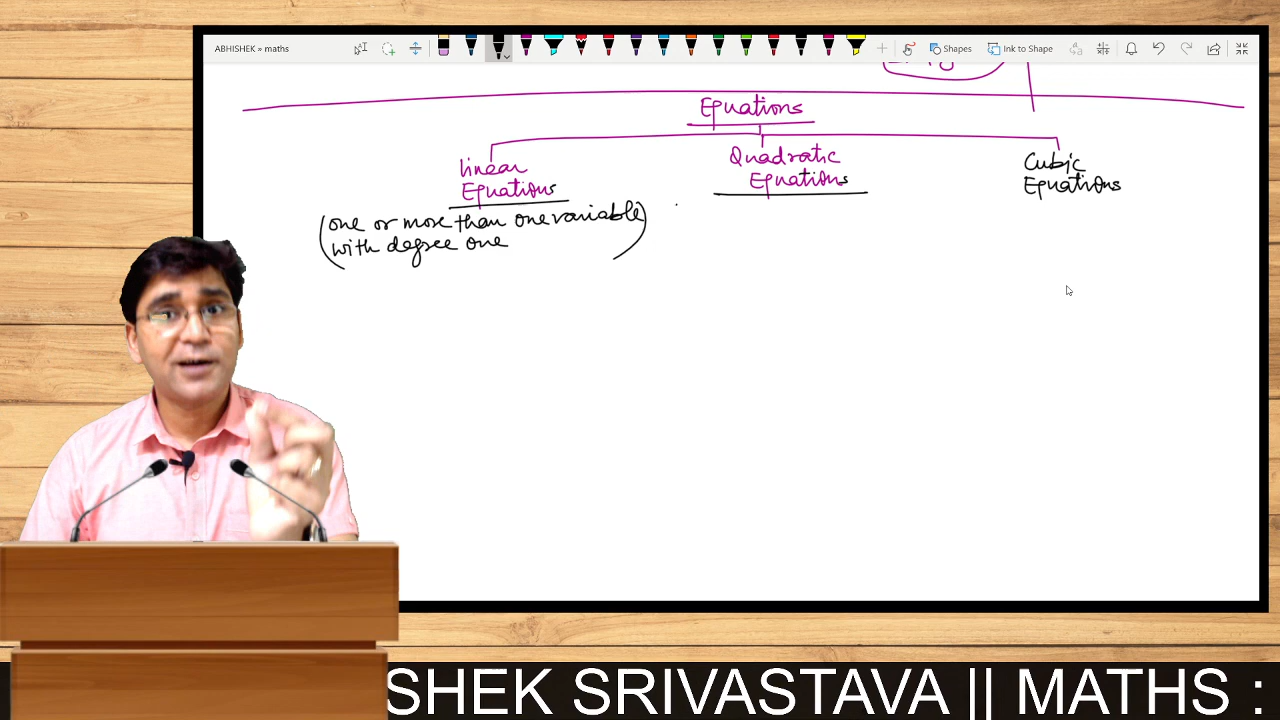 ABHISHEK » maths
Shapes
Ink to Shape
Equations
Linear
Equations
Quadratic
Equations
Cubic
Equations
(one or more than one variable)
with degree one
SHEK SRIVASTAVA || MATHS :